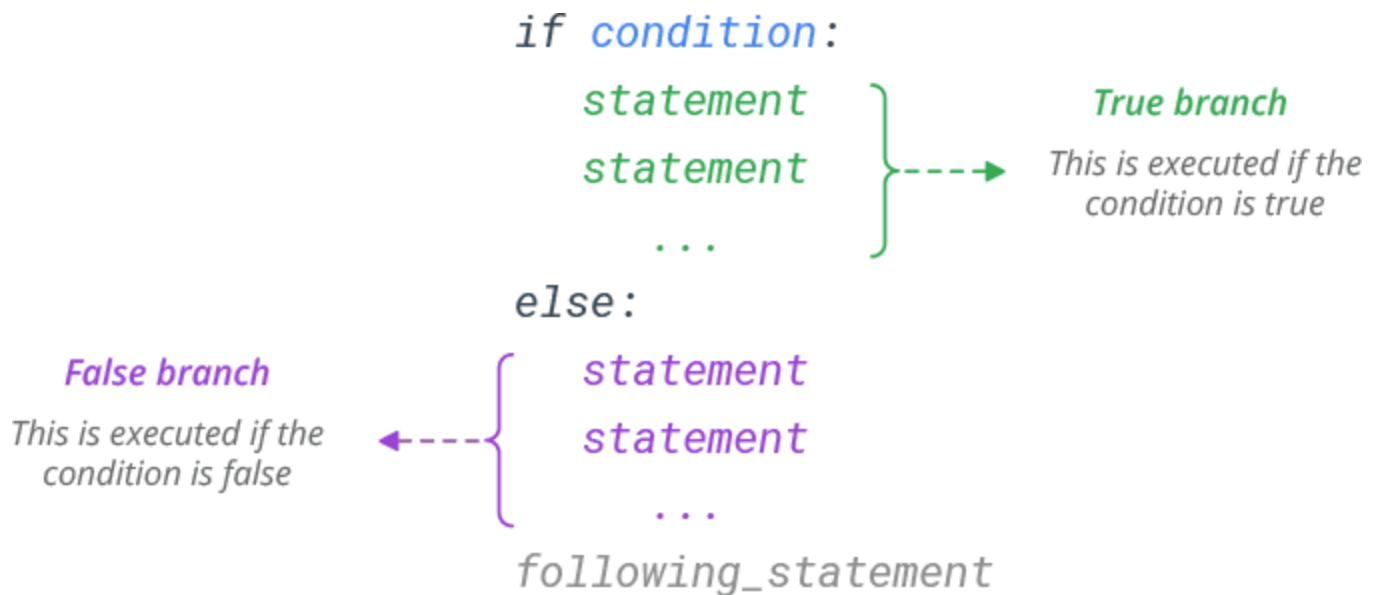 if condition:
statement
True branch
statement
This is executed if the
condition is true
...
else:
False branch
statement
This is executed if the
condition is false
statement
...
following_statement